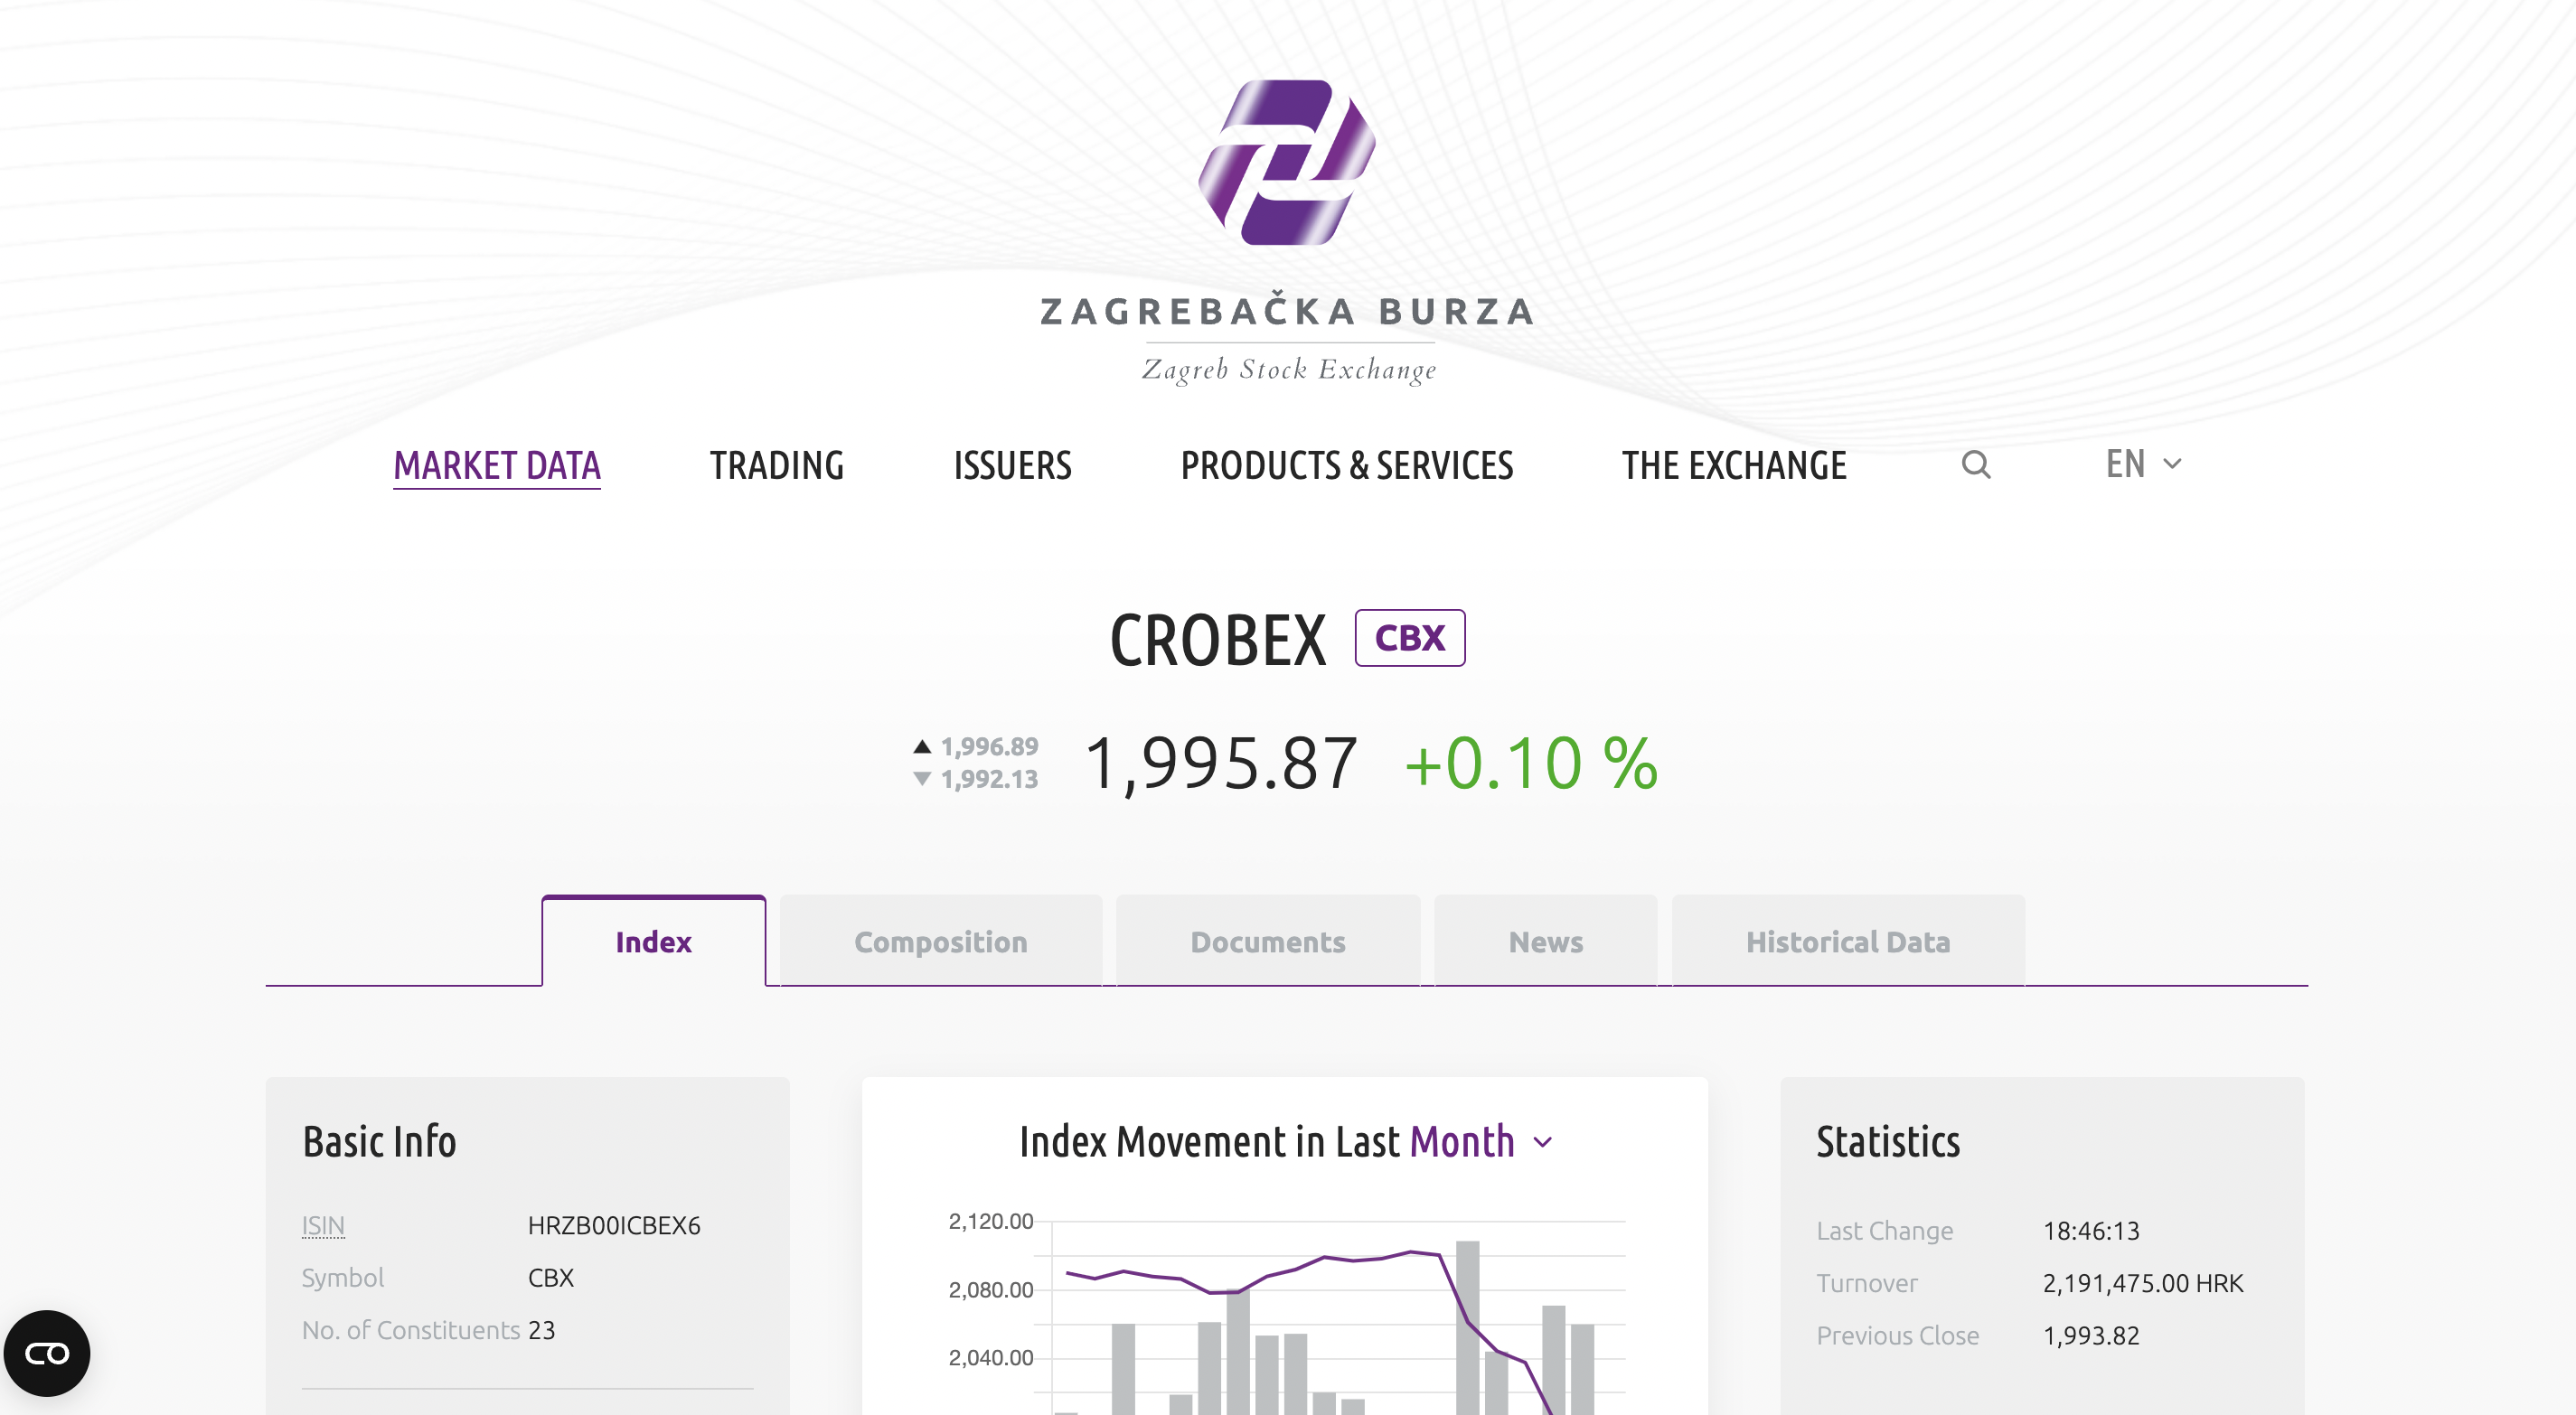 ZAGREBAČKA BURZA
Zagreb Stock Exchange
MARKET DATA TRADING ISSUERS PRODUCTS & SERVICES THE EXCHANGE EN
CROBEX CBX
▲ 1,996.89
▼ 1,992.13
1,995.87 +0.10 %
Index Composition Documents News Historical Data
Basic Info
ISIN HRZB00ICBEX6
Symbol CBX
No. of Constituents 23
Index Movement in Last Month
2,120.00
2,080.00
2,040.00
Statistics
Last Change 18:46:13
Turnover 2,191,475.00 HRK
Previous Close 1,993.82